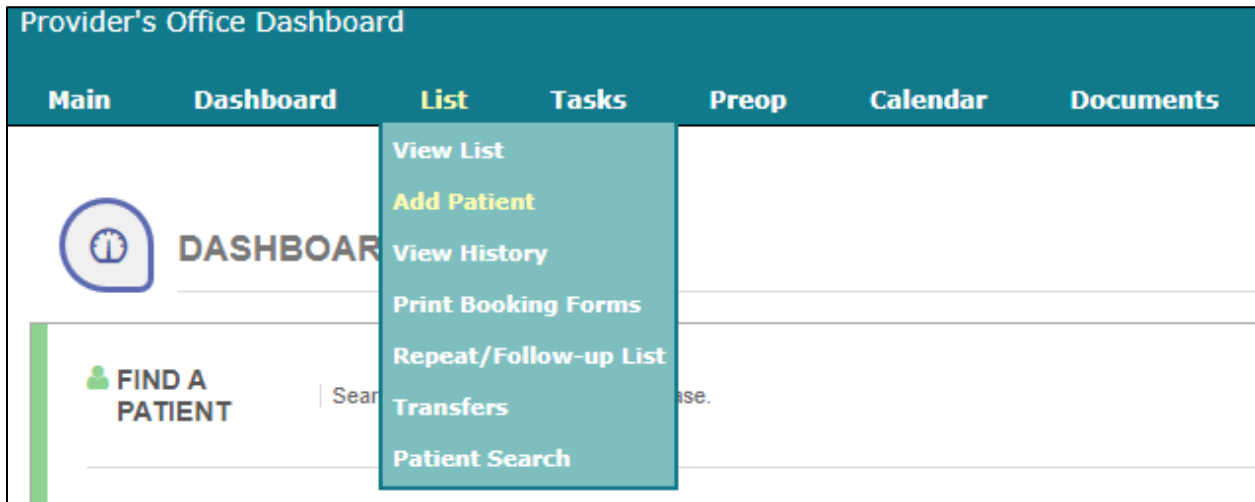 Provider's Office Dashboard
Main Dashboard List Tasks Preop Calendar Documents
View List
Add Patient
DASHBOAR
View History
Print Booking Forms
Repeat/Follow-up List
FIND A
PATIENT
Sear
ase.
Transfers
Patient Search